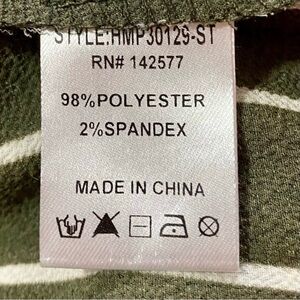 STYLE:HMP30129-ST
RN# 142577
98%POLYESTER
2%SPANDEX
MADE IN CHINA